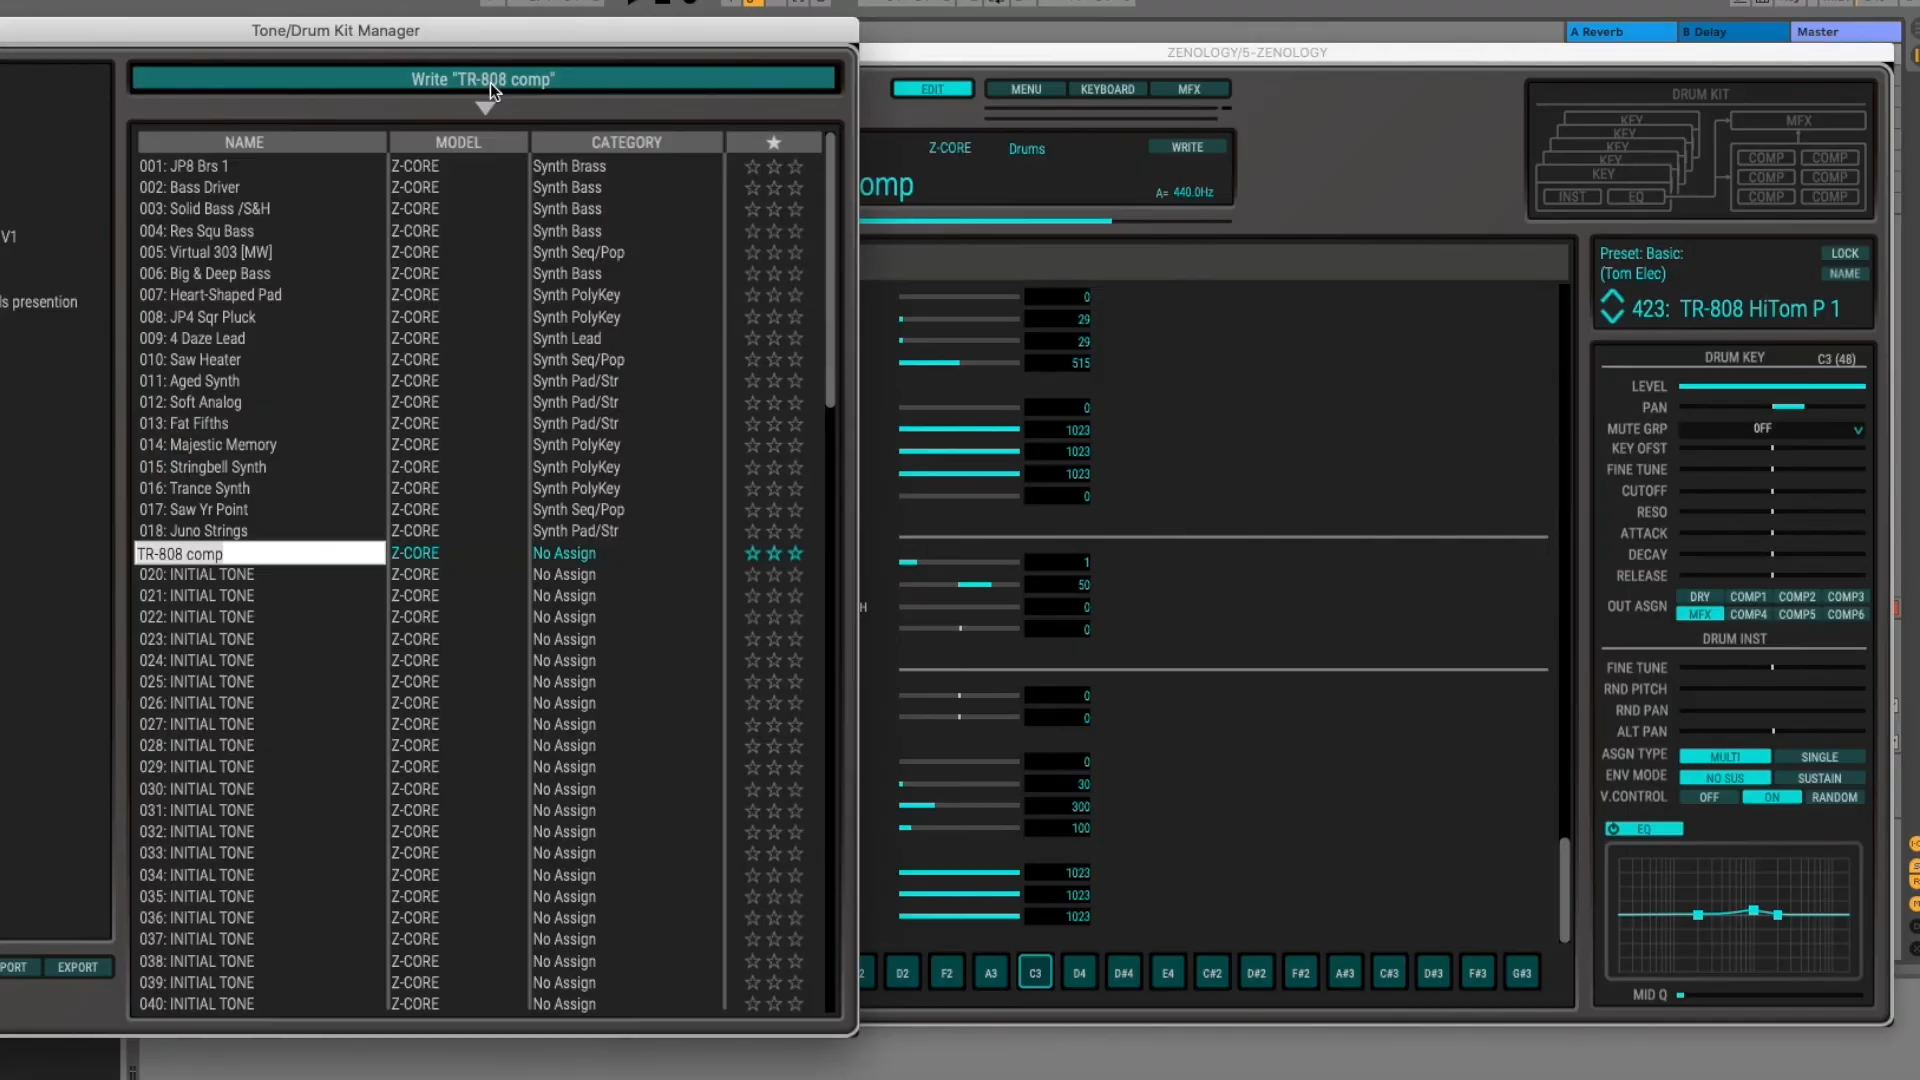 Tone/Drum Kit Manager
Write "TR-808 comp"
NAME MODEL CATEGORY ★
001: JP8 Brs 1 Z-CORE Synth Brass
002: Bass Driver Z-CORE Synth Bass
003: Solid Bass /S&H Z-CORE Synth Bass
004: Res Squ Bass Z-CORE Synth Bass
005: Virtual 303 [MW] Z-CORE Synth Seq/Pop
006: Big & Deep Bass Z-CORE Synth Bass
007: Heart-Shaped Pad Z-CORE Synth PolyKey
008: JP4 Sqr Pluck Z-CORE Synth PolyKey
009: 4 Daze Lead Z-CORE Synth Lead
010: Saw Heater Z-CORE Synth Seq/Pop
011: Aged Synth Z-CORE Synth Pad/Str
012: Soft Analog Z-CORE Synth Pad/Str
013: Fat Fifths Z-CORE Synth Pad/Str
014: Majestic Memory Z-CORE Synth PolyKey
015: Stringbell Synth Z-CORE Synth PolyKey
016: Trance Synth Z-CORE Synth PolyKey
017: Saw Yr Point Z-CORE Synth Seq/Pop
018: Juno Strings Z-CORE Synth Pad/Str
TR-808 comp Z-CORE No Assign
020: INITIAL TONE Z-CORE No Assign
021: INITIAL TONE Z-CORE No Assign
022: INITIAL TONE Z-CORE No Assign
023: INITIAL TONE Z-CORE No Assign
024: INITIAL TONE Z-CORE No Assign
025: INITIAL TONE Z-CORE No Assign
026: INITIAL TONE Z-CORE No Assign
027: INITIAL TONE Z-CORE No Assign
028: INITIAL TONE Z-CORE No Assign
029: INITIAL TONE Z-CORE No Assign
030: INITIAL TONE Z-CORE No Assign
031: INITIAL TONE Z-CORE No Assign
032: INITIAL TONE Z-CORE No Assign
033: INITIAL TONE Z-CORE No Assign
034: INITIAL TONE Z-CORE No Assign
035: INITIAL TONE Z-CORE No Assign
036: INITIAL TONE Z-CORE No Assign
037: INITIAL TONE Z-CORE No Assign
038: INITIAL TONE Z-CORE No Assign
039: INITIAL TONE Z-CORE No Assign
040: INITIAL TONE Z-CORE No Assign
V1
ls presention
PORT EXPORT
A Reverb B Delay Master
ZENOLOGY/5-ZENOLOGY
EDIT MENU KEYBOARD MFX
Z-CORE Drums WRITE
omp A= 440.0Hz
0
29
29
515
0
1023
1023
1023
0
1
50
H 0
0
0
0
0
30
300
100
1023
1023
1023
2 D2 F2 A3 C3 D4 D#4 E4 C#2 D#2 F#2 A#3 C#3 D#3 F#3 G#3
DRUM KIT
KEY MFX
KEY
KEY COMP COMP
KEY
KEY COMP COMP
INST EQ COMP COMP
Preset: Basic: LOCK
(Tom Elec) NAME
423: TR-808 HiTom P 1
DRUM KEY C3 (48)
LEVEL
PAN
MUTE GRP OFF
KEY OFST
FINE TUNE
CUTOFF
RESO
ATTACK
DECAY
RELEASE
OUT ASGN DRY COMP1 COMP2 COMP3
MFX COMP4 COMP5 COMP6
DRUM INST
FINE TUNE
RND PITCH
RND PAN
ALT PAN
ASGN TYPE MULTI SINGLE
ENV MODE NO SUS SUSTAIN
V.CONTROL OFF ON RANDOM
EQ
MID Q